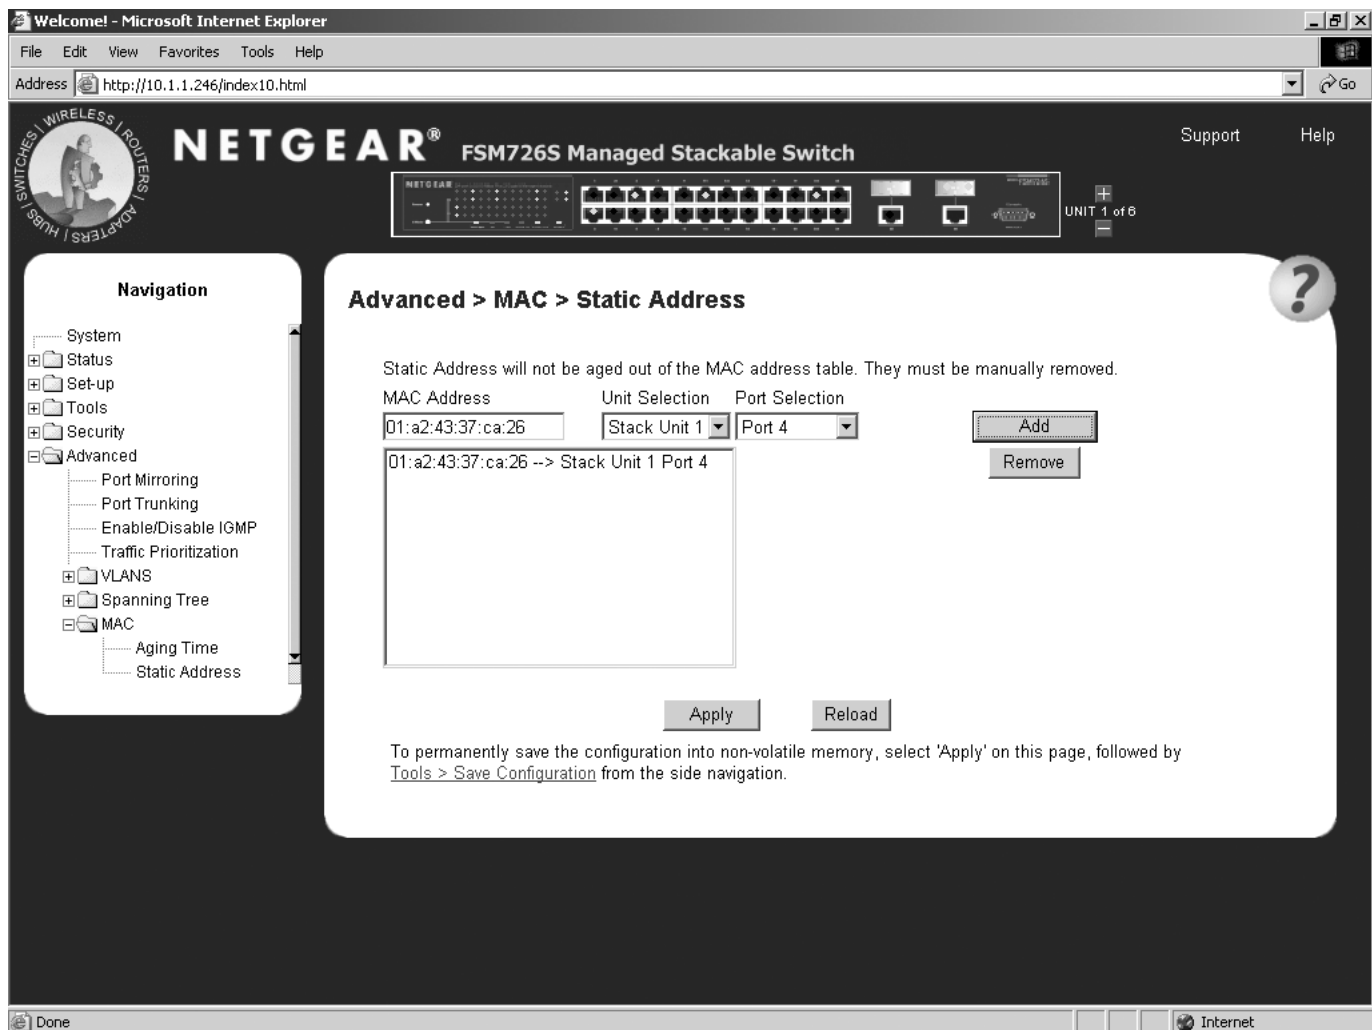 Welcome! - Microsoft Internet Explorer
File Edit View Favorites Tools Help
Address http://10.1.1.246/index10.html Go
SWITCHES | WIRELESS | ROUTERS | ADAPTERS | HUBS |
NETGEAR® FSM726S Managed Stackable Switch
Support Help
NETGEAR
UNIT 1 of 6
Navigation
System
Status
Set-up
Tools
Security
Advanced
Port Mirroring
Port Trunking
Enable/Disable IGMP
Traffic Prioritization
VLANS
Spanning Tree
MAC
Aging Time
Static Address
Advanced > MAC > Static Address
?
Static Address will not be aged out of the MAC address table. They must be manually removed.
MAC Address Unit Selection Port Selection
01:a2:43:37:ca:26 Stack Unit 1 Port 4 Add
01:a2:43:37:ca:26 --> Stack Unit 1 Port 4
Remove
Apply Reload
To permanently save the configuration into non-volatile memory, select 'Apply' on this page, followed by
Tools > Save Configuration from the side navigation.
Done Internet